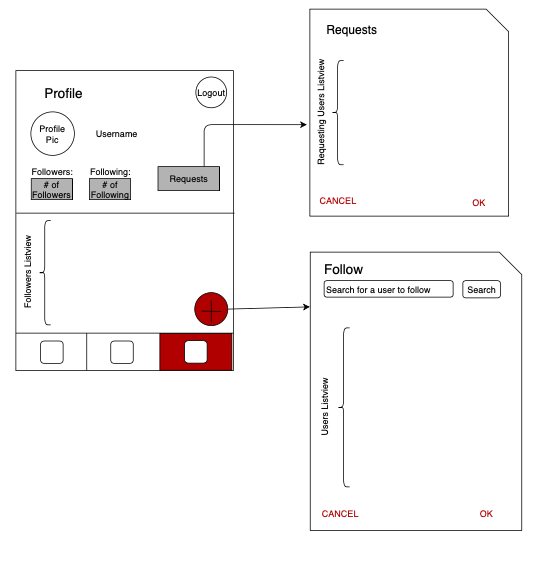 Profile
Logout
Profile
Pic
Username
Followers:
Following:
# of
Followers
# of
Following
Requests
Followers Listview
Requests
Requesting Users Listview
CANCEL
OK
Follow
Search for a user to follow
Search
Users Listview
CANCEL
OK